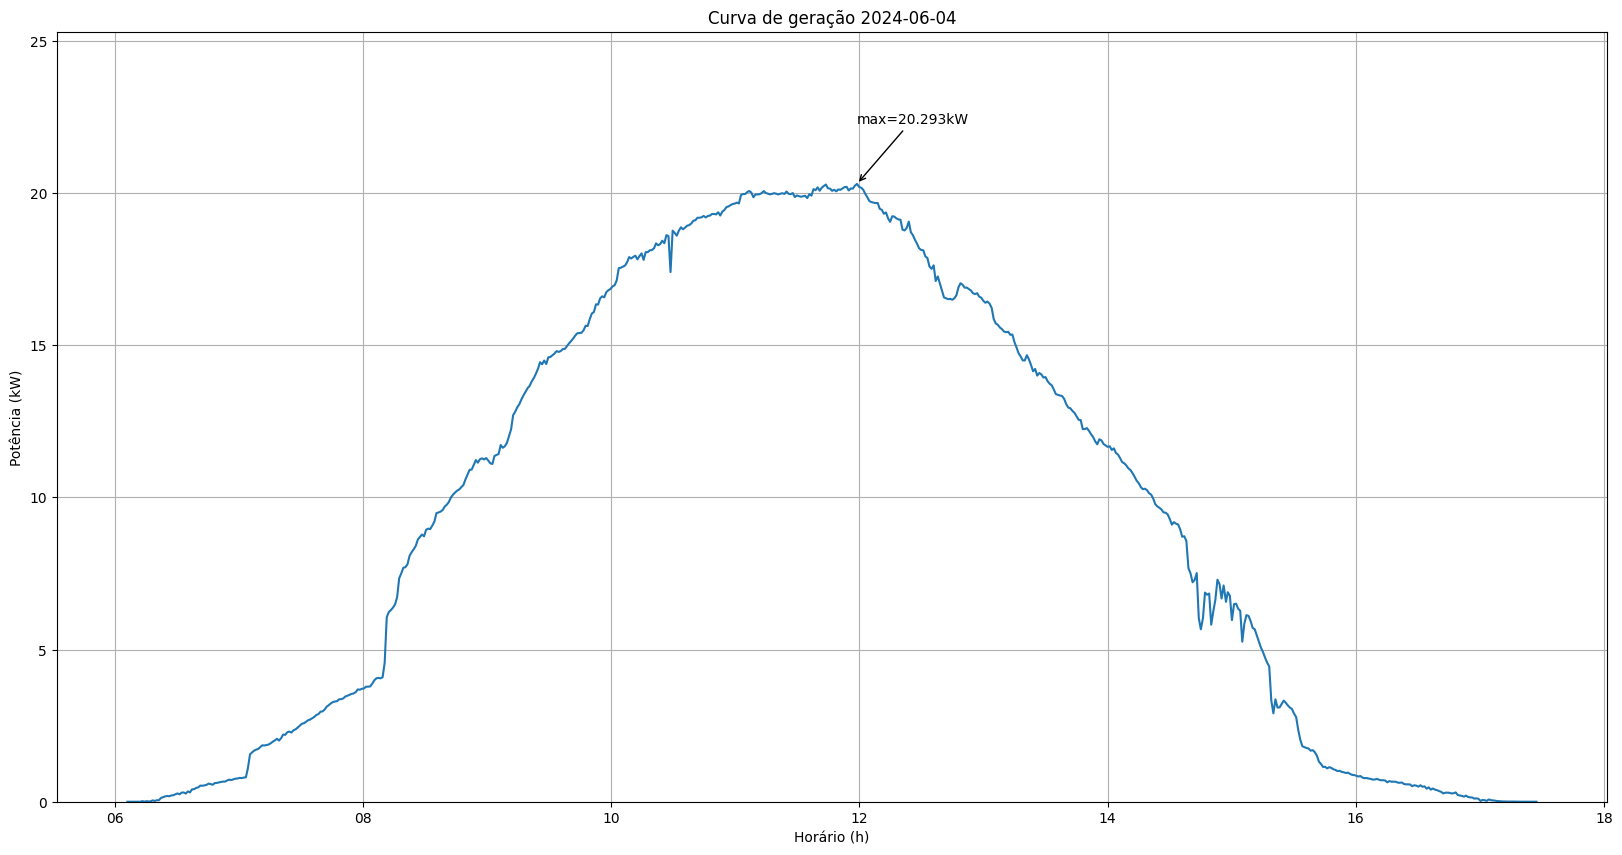 Curva de geração 2024-06-04
25
20
15
10
5
0
max=20.293kW
Potência (kW)
06 08 10 12 14 16 18
Horário (h)